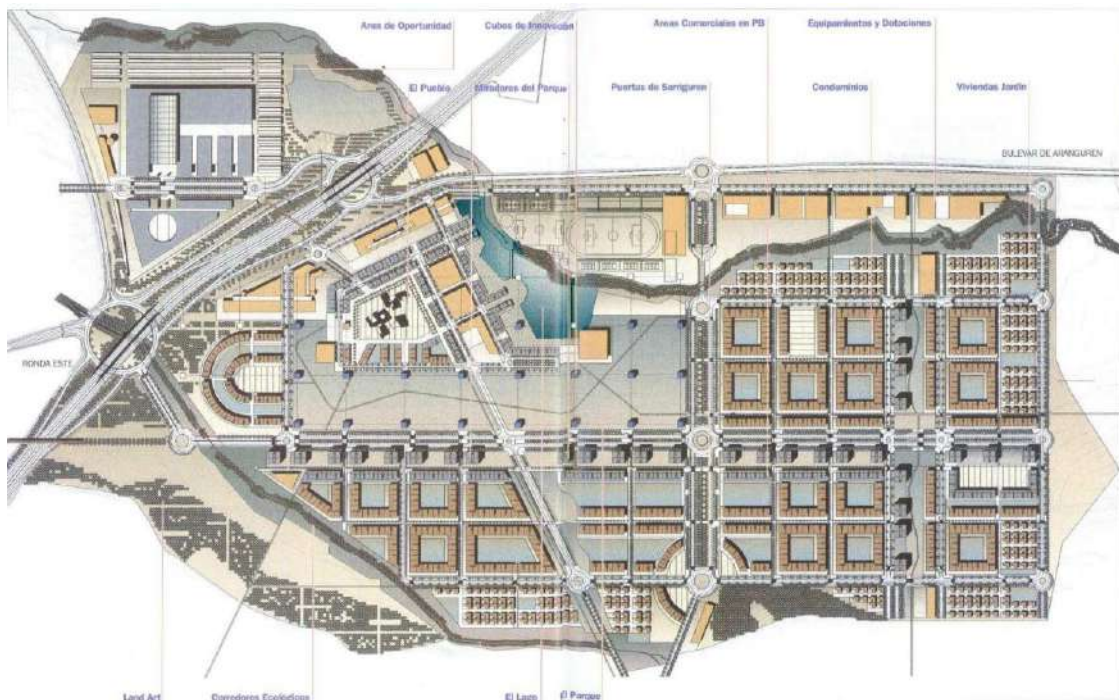 Area de Oportunidad
Cubos de Innovación
Areas Comerciales en PB
Equipamientos y Dotaciones
El Pueblo
Miradores del Parque
Puertas de Sarriguren
Condominios
Viviendas Jardín
BULEVAR DE ARANGUREN
RONDA ESTE
Land Art
Corredores Ecológicos
El Lago
El Parque